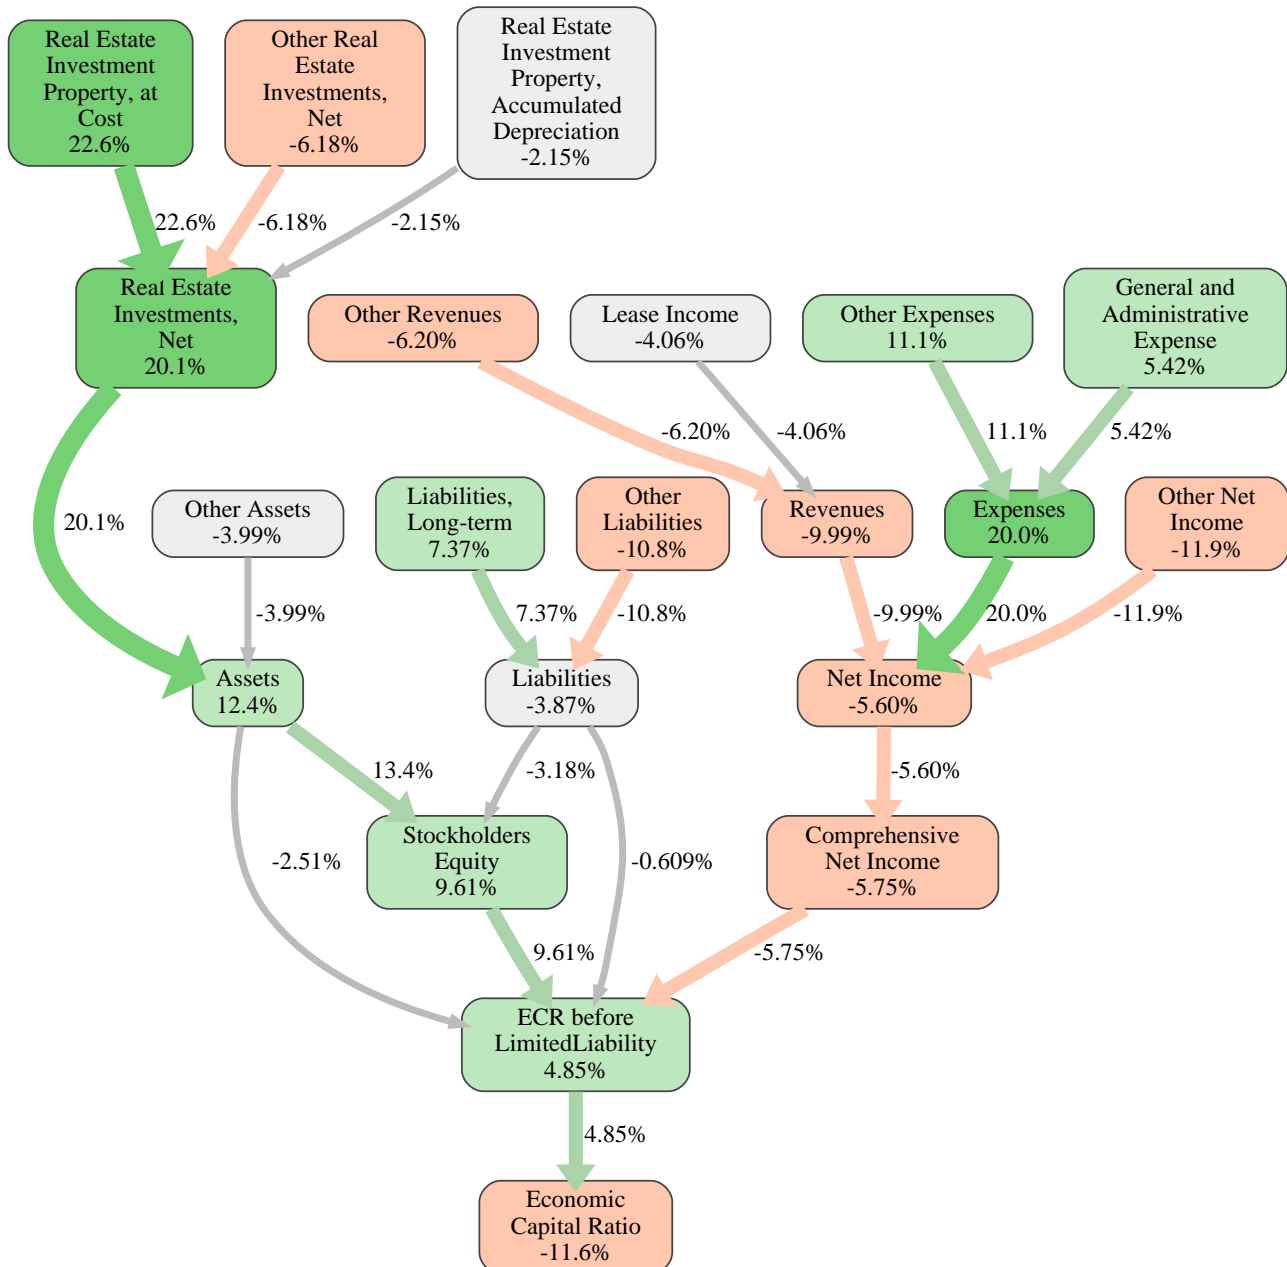 Real Estate
Investment
Property, at
Cost
22.6%
Other Real
Estate
Investments,
Net
-6.18%
Real Estate
Investment
Property,
Accumulated
Depreciation
-2.15%
22.6%
-6.18%
-2.15%
Real Estate
Investments,
Net
20.1%
Other Revenues
-6.20%
Lease Income
-4.06%
Other Expenses
11.1%
General and
Administrative
Expense
5.42%
-6.20%
-4.06%
11.1%
5.42%
20.1%
Other Assets
-3.99%
Liabilities,
Long-term
7.37%
Other
Liabilities
-10.8%
Revenues
-9.99%
Expenses
20.0%
Other Net
Income
-11.9%
-3.99%
7.37%
-10.8%
-9.99%
20.0%
-11.9%
Assets
12.4%
Liabilities
-3.87%
Net Income
-5.60%
13.4%
-3.18%
-5.60%
-2.51%
Stockholders
Equity
9.61%
-0.609%
Comprehensive
Net Income
-5.75%
9.61%
-5.75%
ECR before
LimitedLiability
4.85%
4.85%
Economic
Capital Ratio
-11.6%